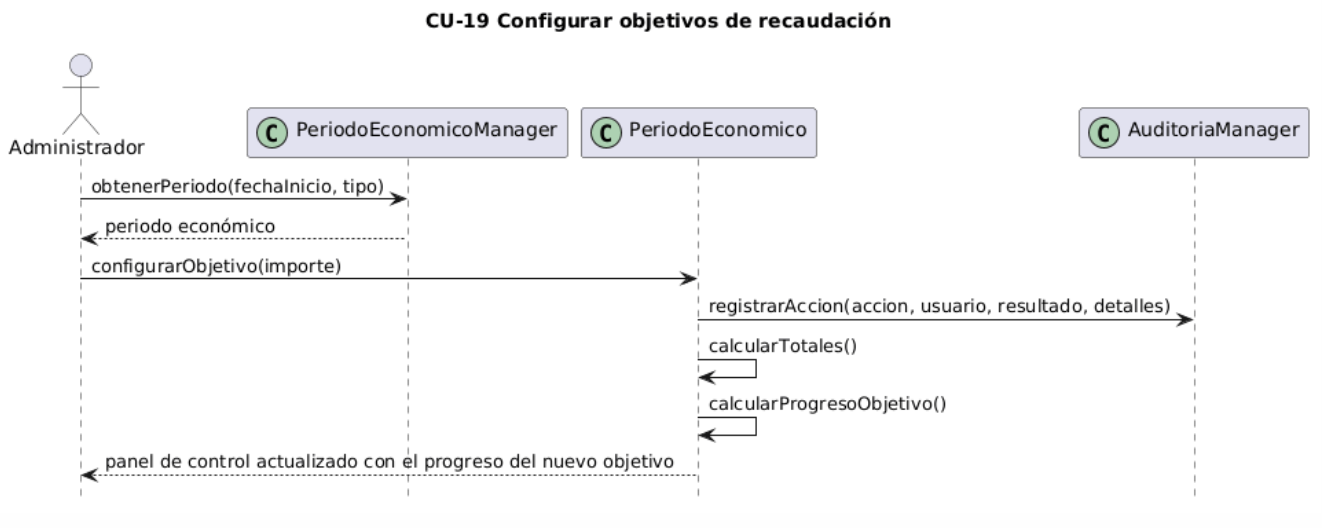 CU-19 Configurar objetivos de recaudación
Administrador
C PeriodoEconomicoManager
C PeriodoEconomico
C AuditoriaManager
obtenerPeriodo(fechaInicio, tipo)
periodo económico
configurarObjetivo(importe)
registrarAccion(accion, usuario, resultado, detalles)
calcularTotales()
calcularProgresoObjetivo()
panel de control actualizado con el progreso del nuevo objetivo